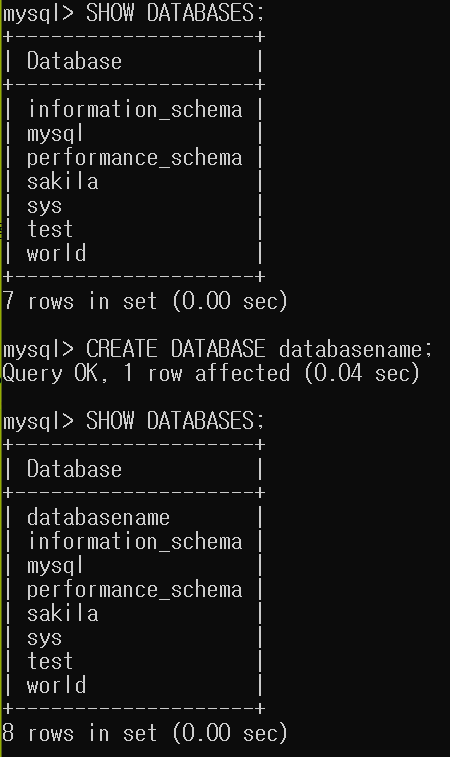 mysql> SHOW DATABASES;
+--------------------+
| Database           |
+--------------------+
| information_schema |
| mysql              |
| performance_schema |
| sakila             |
| sys                |
| test               |
| world              |
+--------------------+
7 rows in set (0.00 sec)
mysql> CREATE DATABASE databasename;
Query OK, 1 row affected (0.04 sec)
mysql> SHOW DATABASES;
+--------------------+
| Database           |
+--------------------+
| databasename       |
| information_schema |
| mysql              |
| performance_schema |
| sakila             |
| sys                |
| test               |
| world              |
+--------------------+
8 rows in set (0.00 sec)